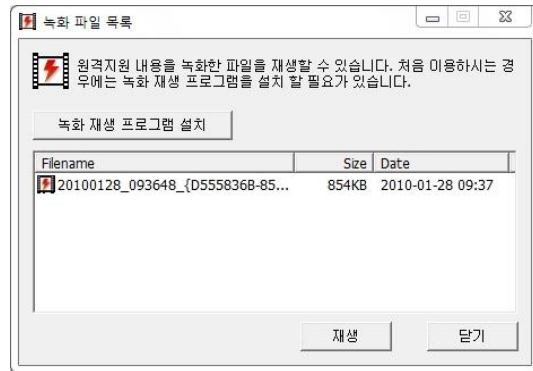 녹화 파일 목록
원격지원 내용을 녹화한 파일을 재생할 수 있습니다. 처음 이용하시는 경
우에는 녹화 재생 프로그램을 설치 할 필요가 있습니다.
녹화 재생 프로그램 설치
Filename Size Date
20100128_093648_{D555836B-85... 854KB 2010-01-28 09:37
재생 닫기